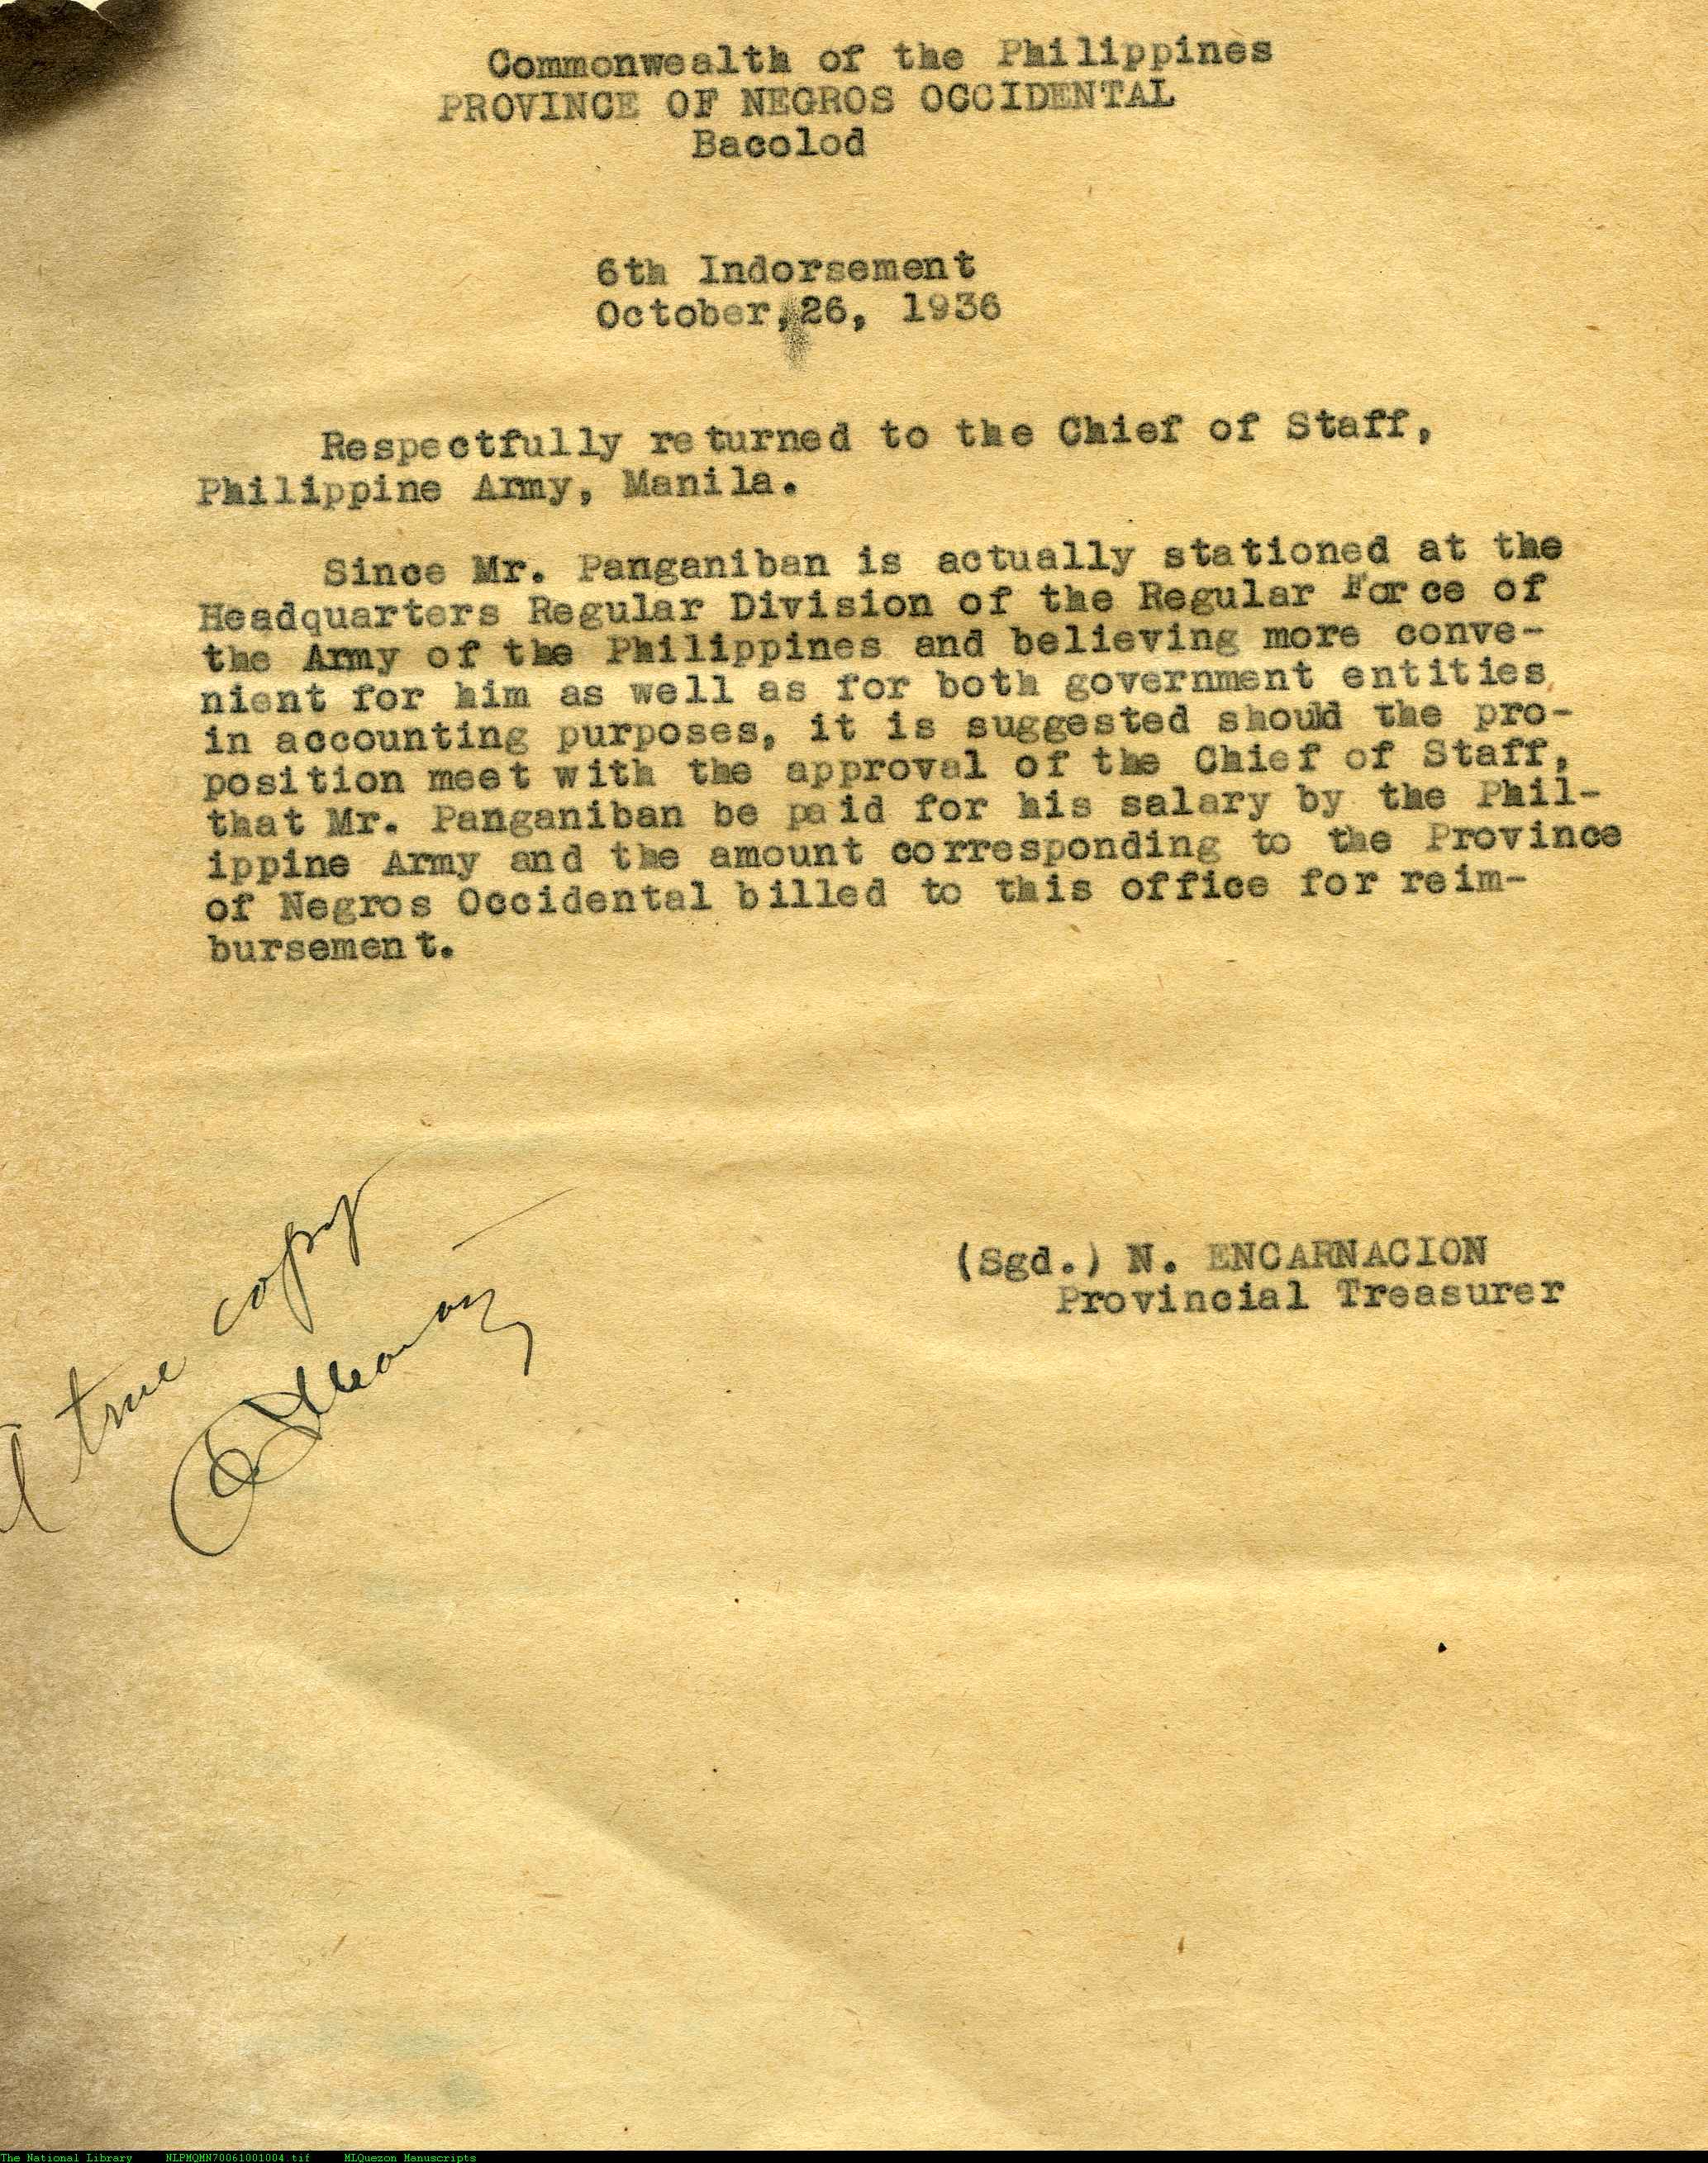 Commonwealth of the Philippines
PROVINCE OF NEGROS OCCIDENTAL
Bacolod
6th Indorsement
October,26, 1936
Respectfully returned to the Chief of Staff,
Philippine Army, Manila.
Since Mr. Panganiban is actually stationed at the
Headquarters Regular Division of the Regular Force of
the Army of the Philippines and believing more conve-
nient for him as well as for both government entities
in accounting purposes, it is suggested should the pro-
position meet with the approval of the Chief of Staff,
that Mr. Panganiban be paid for his salary by the Phil-
ippine Army and the amount corresponding to the Province
of Negros Occidental billed to this office for reim-
bursement.
(Sgd.) N. ENCARNACION
Provincial Treasurer
A true copy
The National Library NLPMQMN70061001004.tif MLQuezon Manuscripts